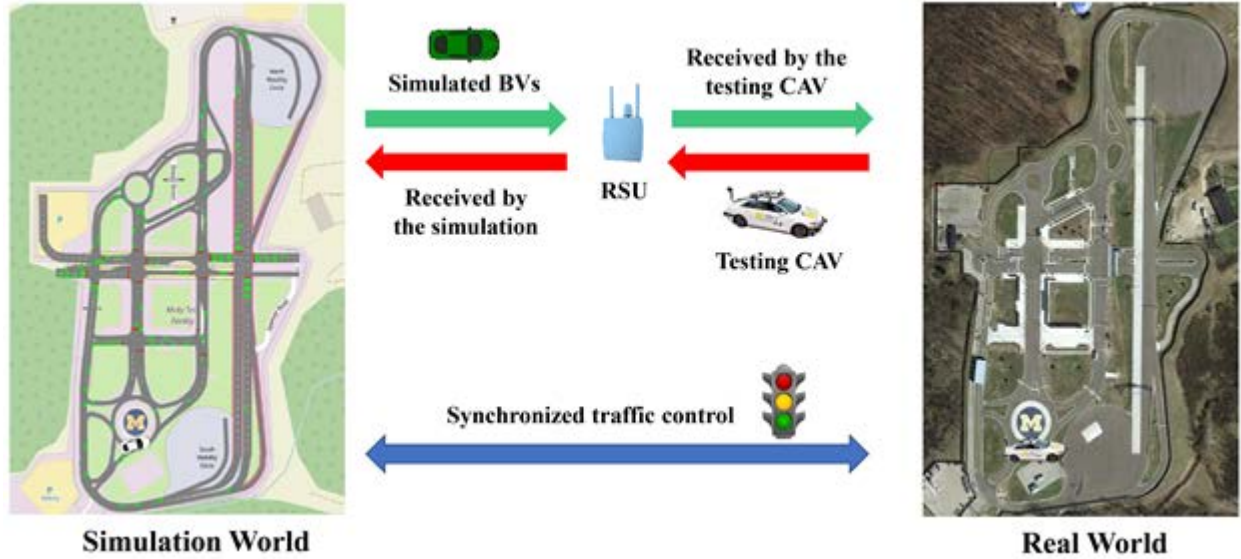 Simulated BVs
Received by the
testing CAV
RSU
Received by
the simulation
Testing CAV
P
M
M
Synchronized traffic control
P
Simulation World
Real World